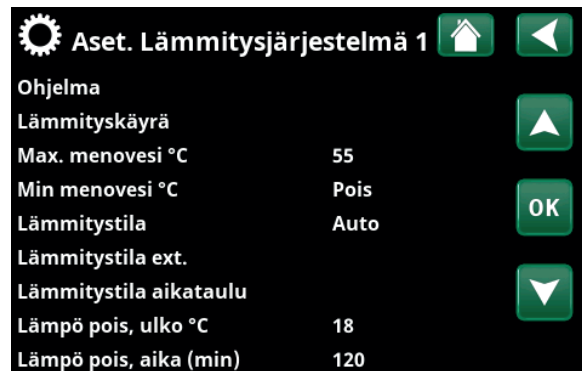 Aset. Lämmitysjärjestelmä 1
Ohjelma
Lämmityskäyrä
Max. menovesi °C 55
Min menovesi °C Pois
Lämmitystila Auto
OK
Lämmitystila ext.
Lämmitystila aikataulu
Lämpö pois, ulko °C 18
Lämpö pois, aika (min) 120